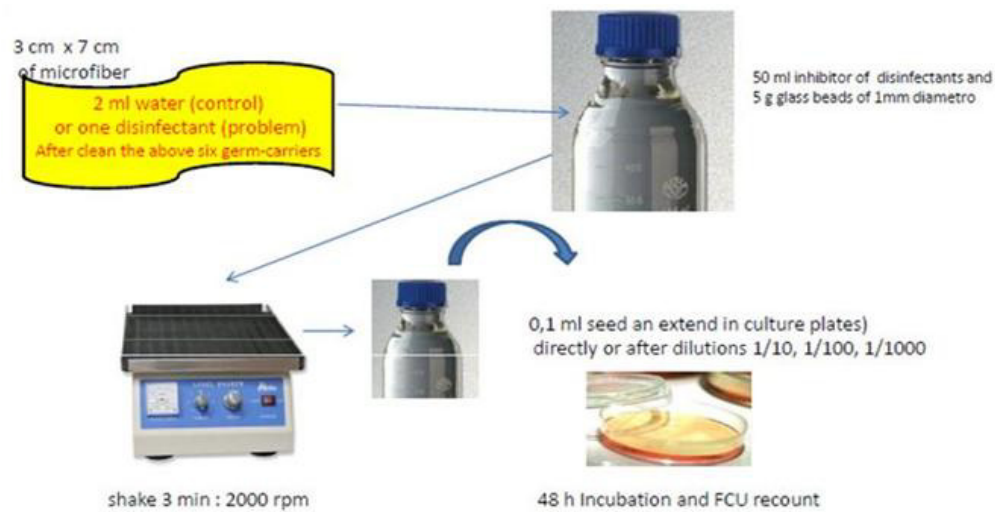 3 cm x 7 cm
of microfiber
2 ml water (control)
or one disinfectant (problem)
After clean the above six germ-carriers
50 ml inhibitor of disinfectants and
5 g glass beads of 1mm diametro
0,1 ml seed an extend in culture plates)
directly or after dilutions 1/10, 1/100, 1/1000
shake 3 min : 2000 rpm
48 h Incubation and FCU recount